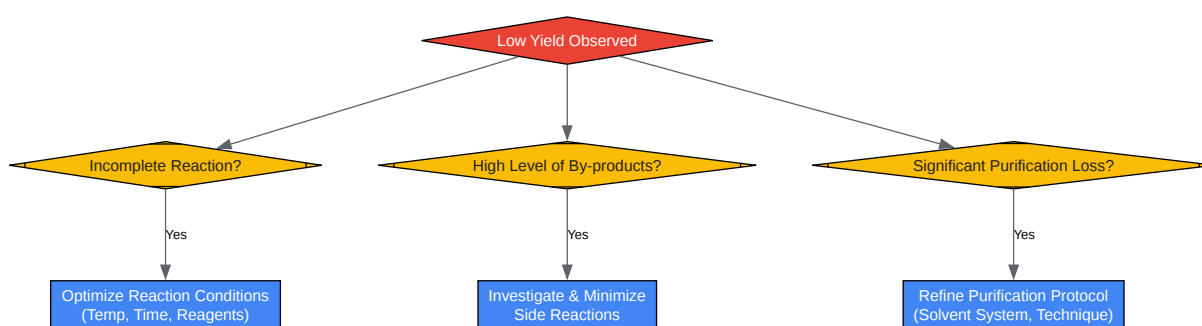 Low Yield Observed
Incomplete Reaction?
High Level of By-products?
Significant Purification Loss?
Yes
Yes
Yes
Optimize Reaction Conditions
(Temp, Time, Reagents)
Investigate & Minimize
Side Reactions
Refine Purification Protocol
(Solvent System, Technique)